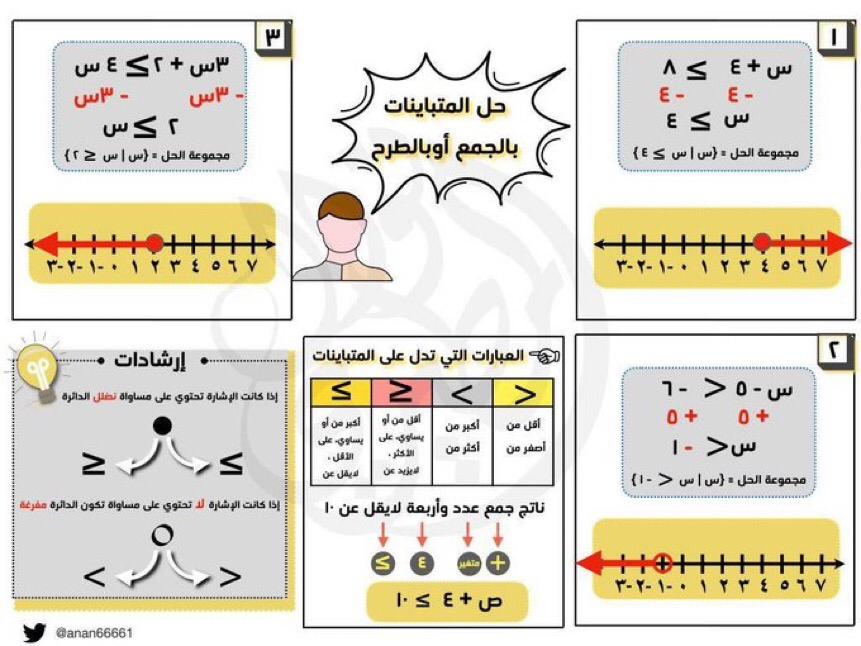 ١
س + ٤ ≤ ٨
- ٤ - ٤
س ≤ ٤
مجموعة الحل = {س | س ≤ ٤}
٣- ٢- ١- ٠ ١ ٢ ٣ ٤ ٥ ٦ ٧
حل المتباينات
بالجمع أوبالطرح
٣
٣س + ٢ ≤ ٤ س
- ٣س - ٣س
٢ ≤ س
مجموعة الحل = {س | س ≥ ٢}
٣- ٢- ١- ٠ ١ ٢ ٣ ٤ ٥ ٦ ٧
٢
س - ٥ > - ٦
+ ٥ + ٥
س > - ١
مجموعة الحل = {س | س > -١}
٣- ٢- ١- ٠ ١ ٢ ٣ ٤ ٥ ٦ ٧
العبارات التي تدل على المتباينات
> < ≥ ≤
أقل من
أصغر من
أكبر من
أكثر من
أقل من أو
يساوي، على
الأكثر ،
لايزيد عن
أكبر من أو
يساوي، على
الأقل ،
لايقل عن
ناتج جمع عدد وأربعة لايقل عن ١٠
+ متغير ٤ ≤
ص + ٤ ≤ ١٠
إرشادات
إذا كانت الإشارة تحتوي على مساواة تظلل الدائرة
≤ ≥
إذا كانت الإشارة لا تحتوي على مساواة تكون الدائرة مفرغة
> <
@anan66661